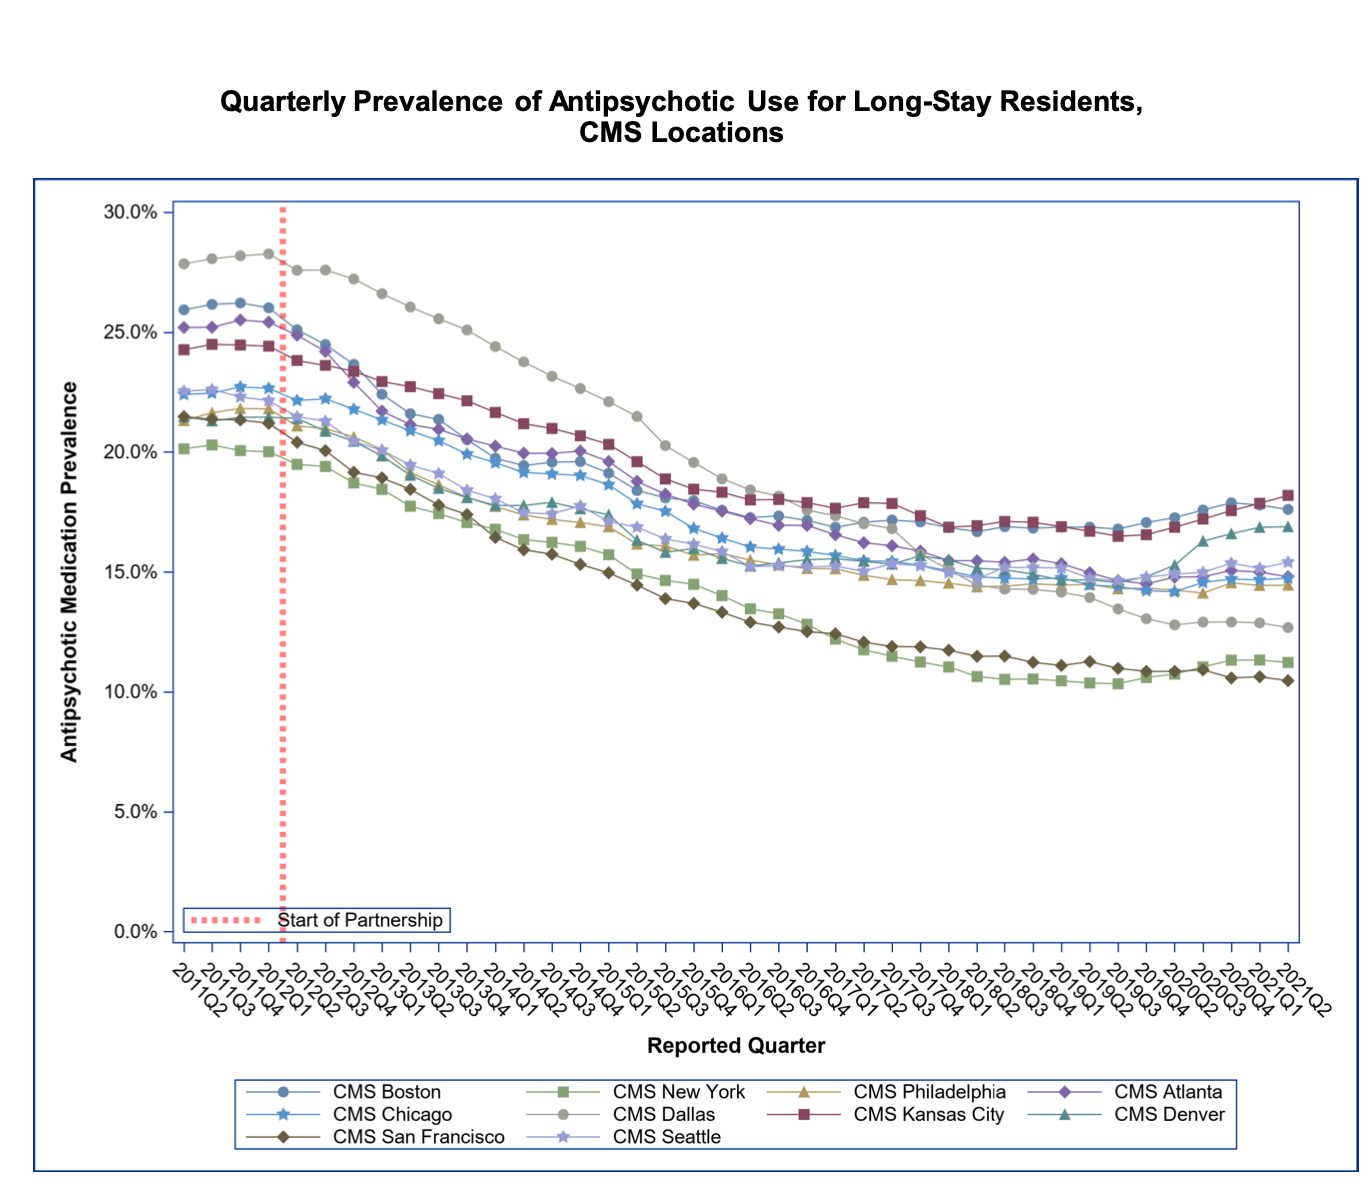 Quarterly Prevalence of Antipsychotic Use for Long-Stay Residents,
CMS Locations
Antipsychotic Medication Prevalence
30.0%
25.0%
20.0%
15.0%
10.0%
5.0%
0.0%
Start of Partnership
2011Q2
2011Q3
2011Q4
2012Q1
2012Q2
2012Q3
2012Q4
2013Q1
2013Q2
2013Q3
2013Q4
2014Q1
2014Q2
2014Q3
2014Q4
2015Q1
2015Q2
2015Q3
2015Q4
2016Q1
2016Q2
2016Q3
2016Q4
2017Q1
2017Q2
2017Q3
2017Q4
2018Q1
2018Q2
2018Q3
2018Q4
2019Q1
2019Q2
2019Q3
2019Q4
2020Q2
2020Q3
2020Q4
2021Q1
2021Q2
Reported Quarter
CMS Boston CMS New York CMS Philadelphia CMS Atlanta
CMS Chicago CMS Dallas CMS Kansas City CMS Denver
CMS San Francisco CMS Seattle